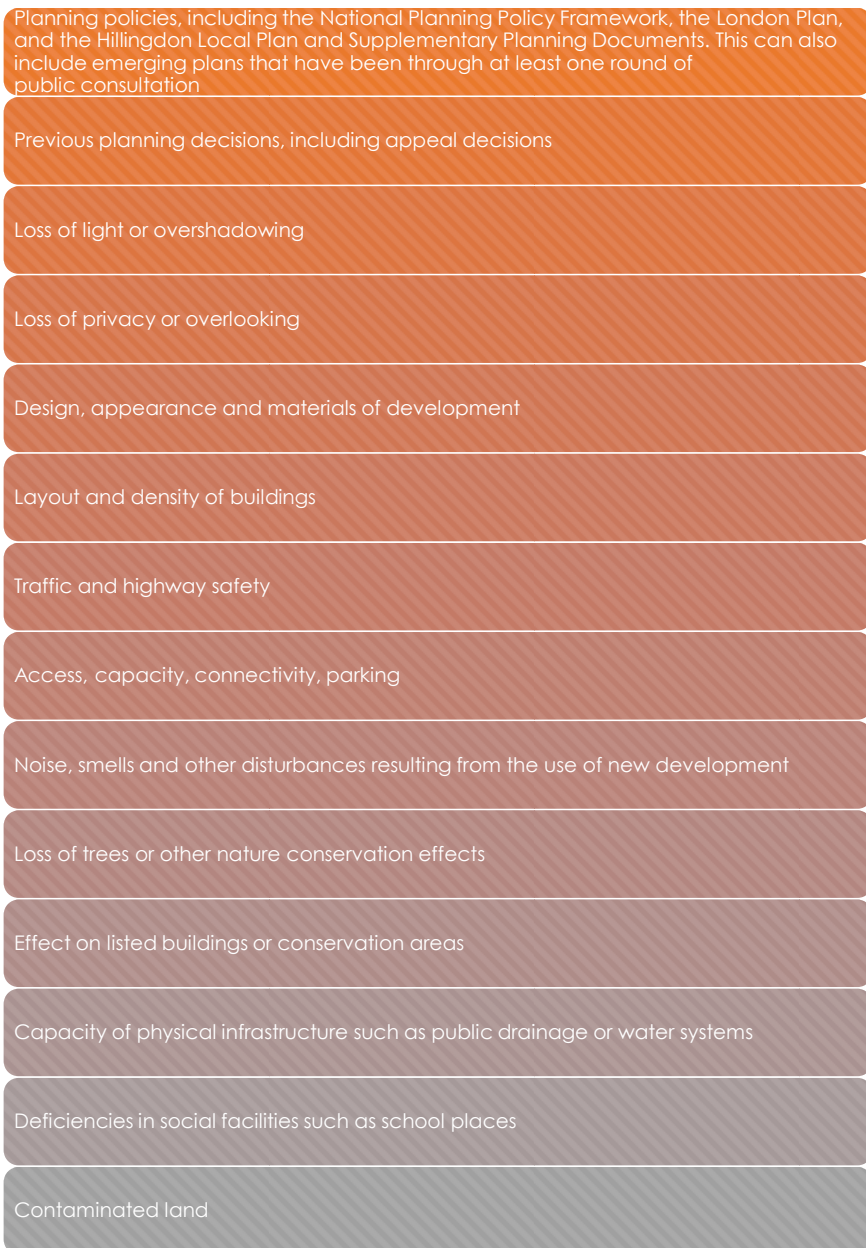 Planning policies, including the National Planning Policy Framework, the London Plan,
and the Hillingdon Local Plan and Supplementary Planning Documents. This can also
include emerging plans that have been through at least one round of
public consultation
Previous planning decisions, including appeal decisions
Loss of light or overshadowing
Loss of privacy or overlooking
Design, appearance and materials of development
Layout and density of buildings
Traffic and highway safety
Access, capacity, connectivity, parking
Noise, smells and other disturbances resulting from the use of new development
Loss of trees or other nature conservation effects
Effect on listed buildings or conservation areas
Capacity of physical infrastructure such as public drainage or water systems
Deficiencies in social facilities such as school places
Contaminated land